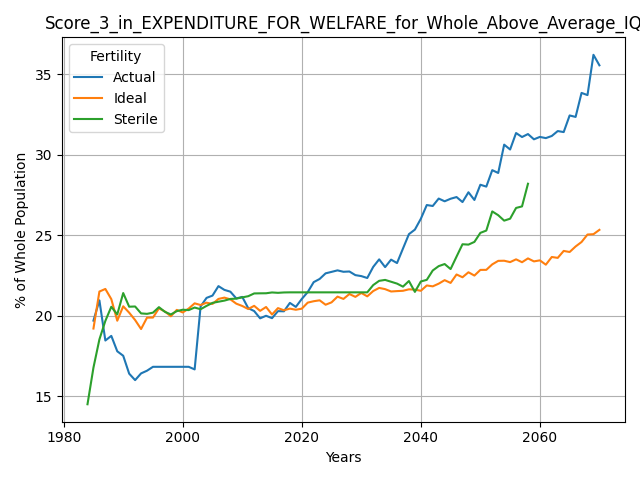 Score_3_in_EXPENDITURE_FOR_WELFARE_for_Whole_Above_Average_IQ
Fertility
Actual
Ideal
Sterile
% of Whole Population
35
30
25
20
15
1980
2000
2020
2040
2060
Years